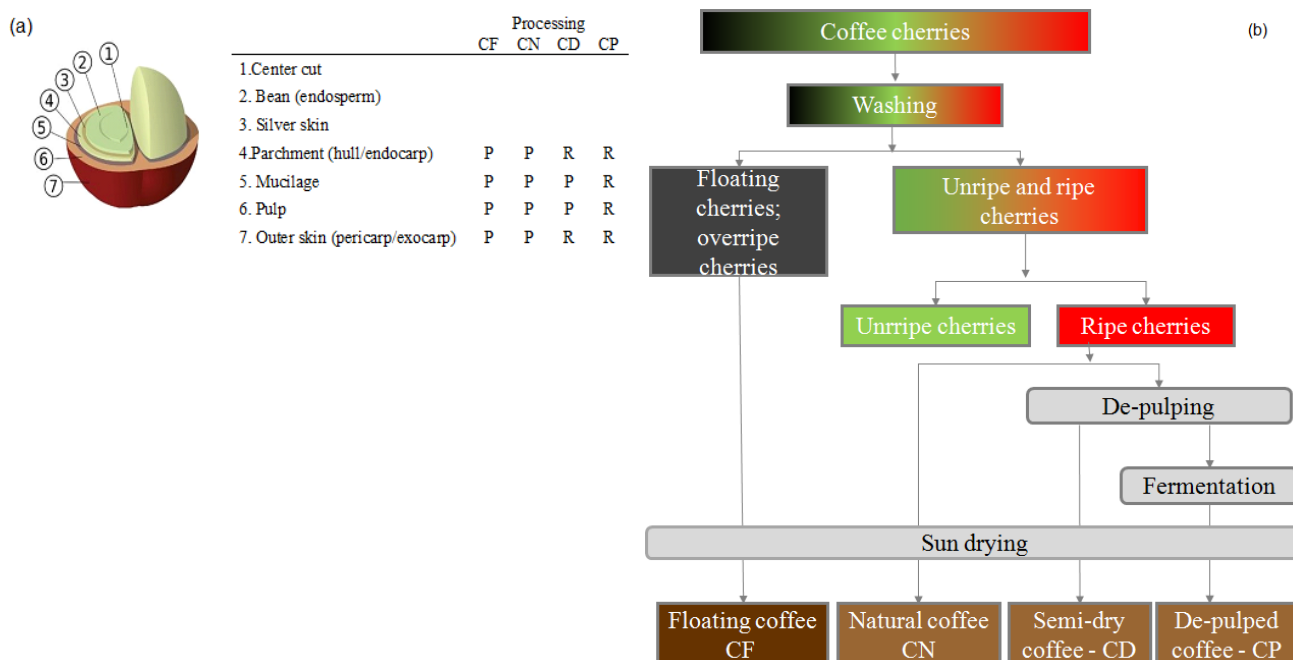 (a)
Processing
CF CN CD CP
1.Center cut
2. Bean (endosperm)
3. Silver skin
4.Parchment (hull/endocarp) P P R R
5. Mucilage P P P R
6. Pulp P P P R
7. Outer skin (pericarp/exocarp) P P R R
1
2
3
4
5
6
7
(b)
Coffee cherries
Washing
Floating
cherries;
overripe
cherries
Unripe and ripe
cherries
Unrripe cherries
Ripe cherries
De-pulping
Fermentation
Sun drying
Floating coffee
CF
Natural coffee
CN
Semi-dry
coffee - CD
De-pulped
coffee - CP